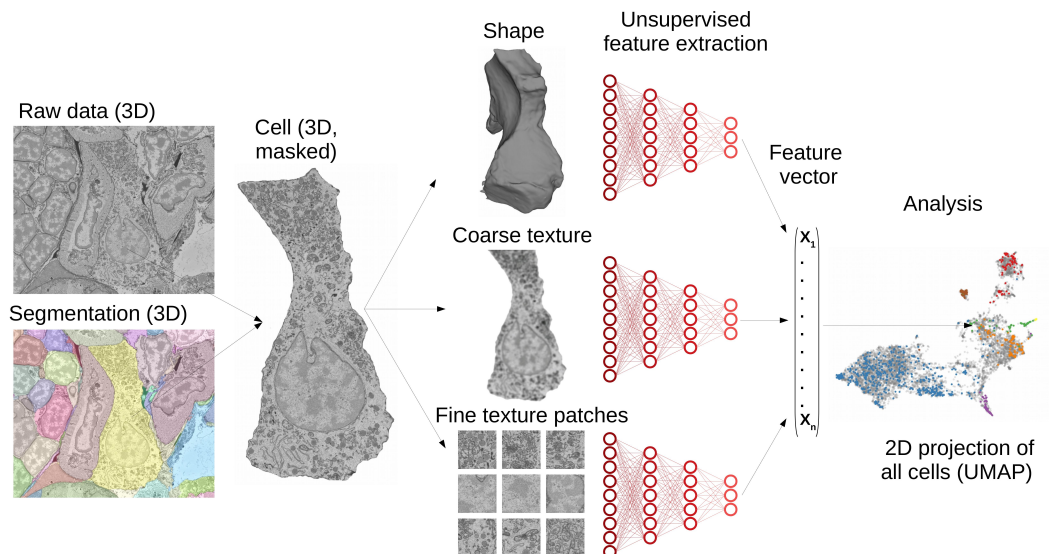 Raw data (3D)
Segmentation (3D)
Cell (3D,
masked)
Shape
Coarse texture
Fine texture patches
Unsupervised
feature extraction
Feature
vector
X1
Xn
Analysis
2D projection of
all cells (UMAP)